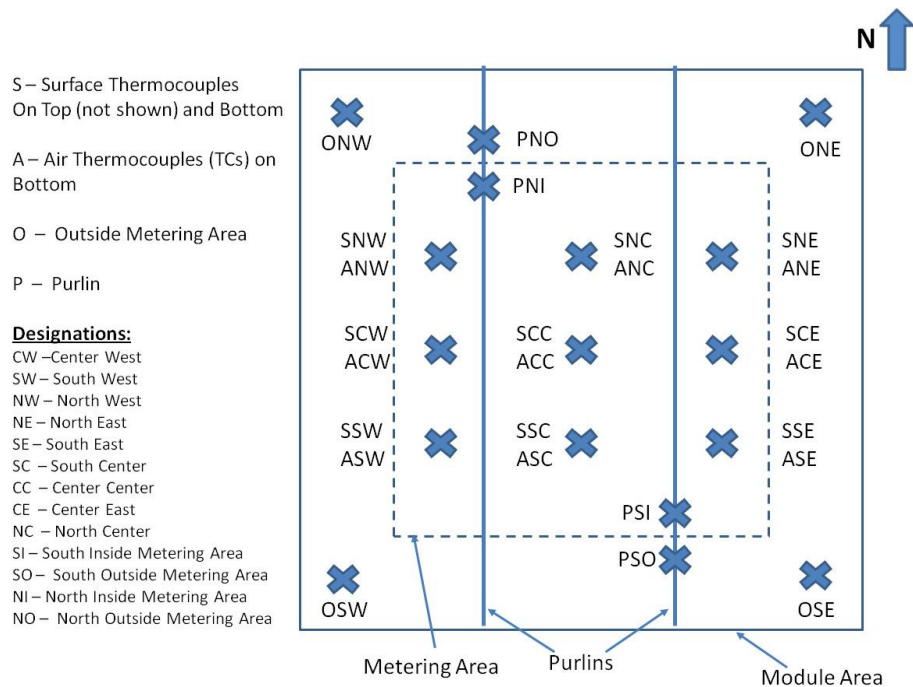 N
S – Surface Thermocouples
On Top (not shown) and Bottom
A – Air Thermocouples (TCs) on
Bottom
O – Outside Metering Area
P – Purlin
Designations:
CW –Center West
SW – South West
NW – North West
NE – North East
SE – South East
SC – South Center
CC – Center Center
CE – Center East
NC – North Center
SI – South Inside Metering Area
SO – South Outside Metering Area
NI – North Inside Metering Area
NO – North Outside Metering Area
ONW
PNO
ONE
PNI
SNW
ANW
SNC
ANC
SNE
ANE
SCW
ACW
SCC
ACC
SCE
ACE
SSW
ASW
SSC
ASC
SSE
ASE
PSI
PSO
OSW
OSE
Metering Area
Purlins
Module Area